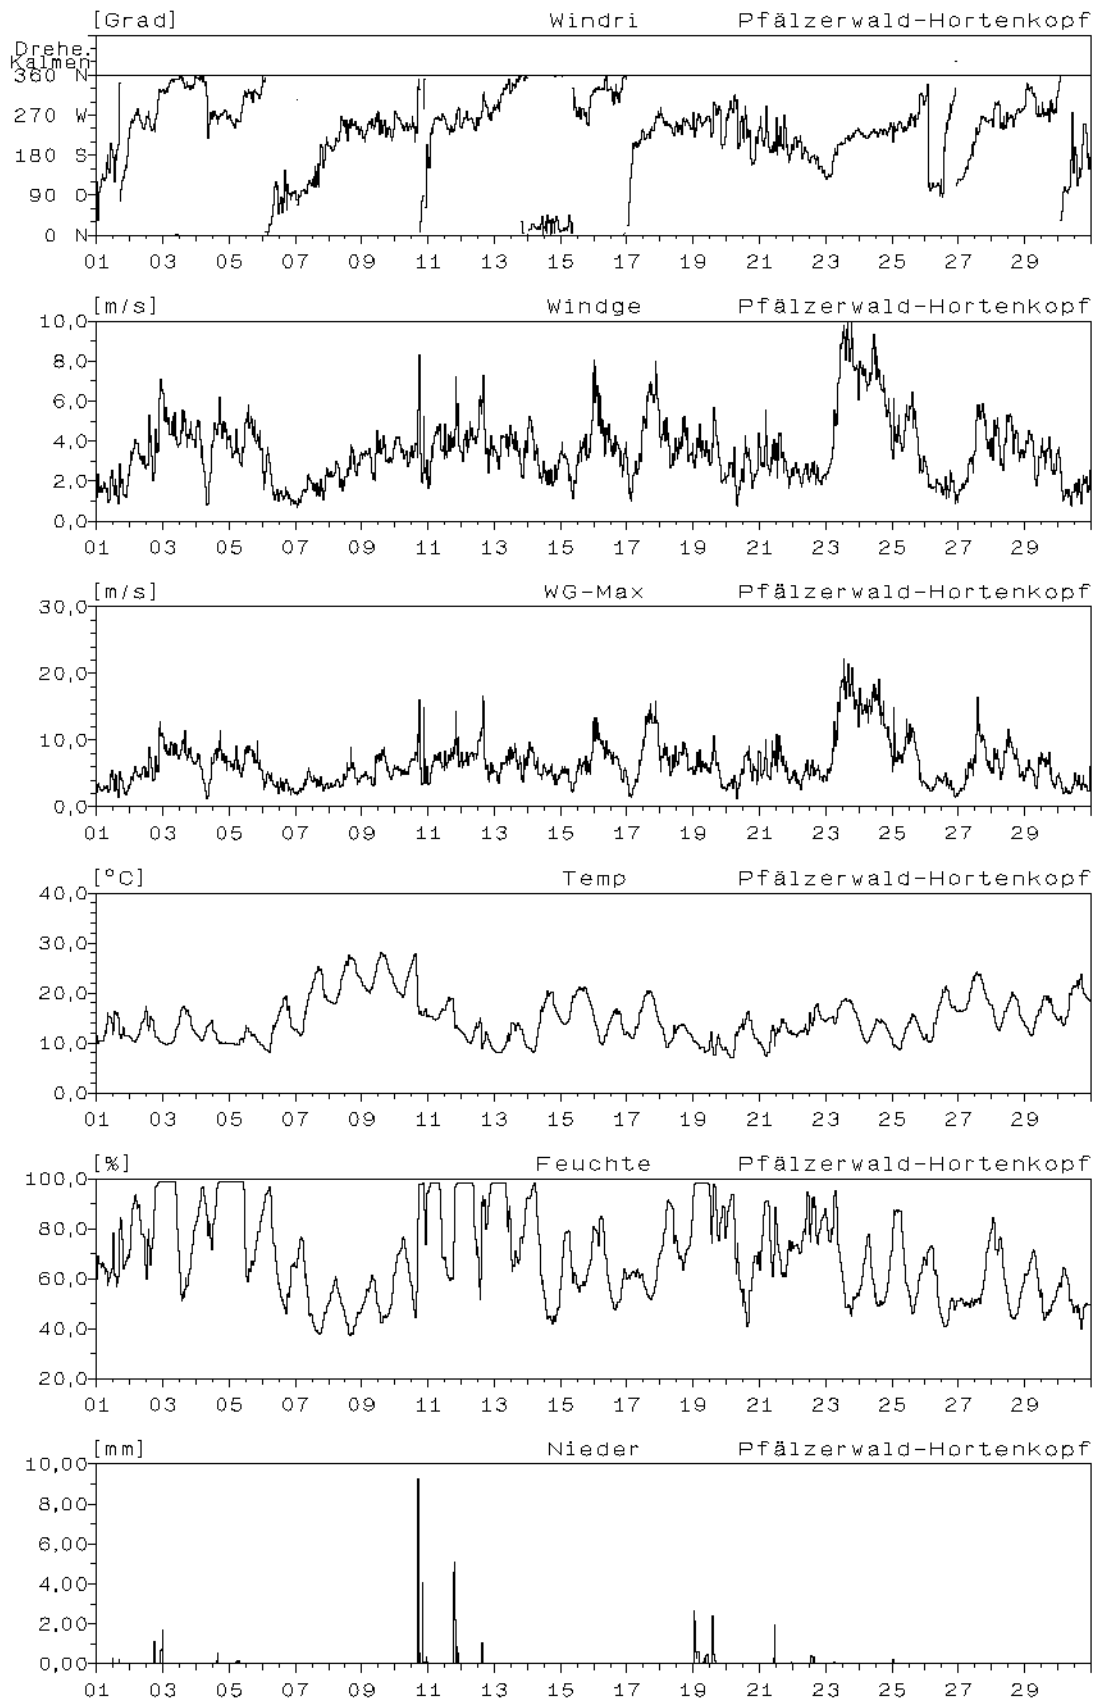 [Grad] Windri Pfälzerwald-Hortenkopf
Drehe.
Kalmen
360 N
270 W
180 S
90 O
0 N
01 03 05 07 09 11 13 15 17 19 21 23 25 27 29
[m/s] Windge Pfälzerwald-Hortenkopf
10,0
8,0
6,0
4,0
2,0
0,0
01 03 05 07 09 11 13 15 17 19 21 23 25 27 29
[m/s] WG-Max Pfälzerwald-Hortenkopf
30,0
20,0
10,0
0,0
01 03 05 07 09 11 13 15 17 19 21 23 25 27 29
[°C] Temp Pfälzerwald-Hortenkopf
40,0
30,0
20,0
10,0
0,0
01 03 05 07 09 11 13 15 17 19 21 23 25 27 29
[%] Feuchte Pfälzerwald-Hortenkopf
100,0
80,0
60,0
40,0
20,0
01 03 05 07 09 11 13 15 17 19 21 23 25 27 29
[mm] Nieder Pfälzerwald-Hortenkopf
10,00
8,00
6,00
4,00
2,00
0,00
01 03 05 07 09 11 13 15 17 19 21 23 25 27 29